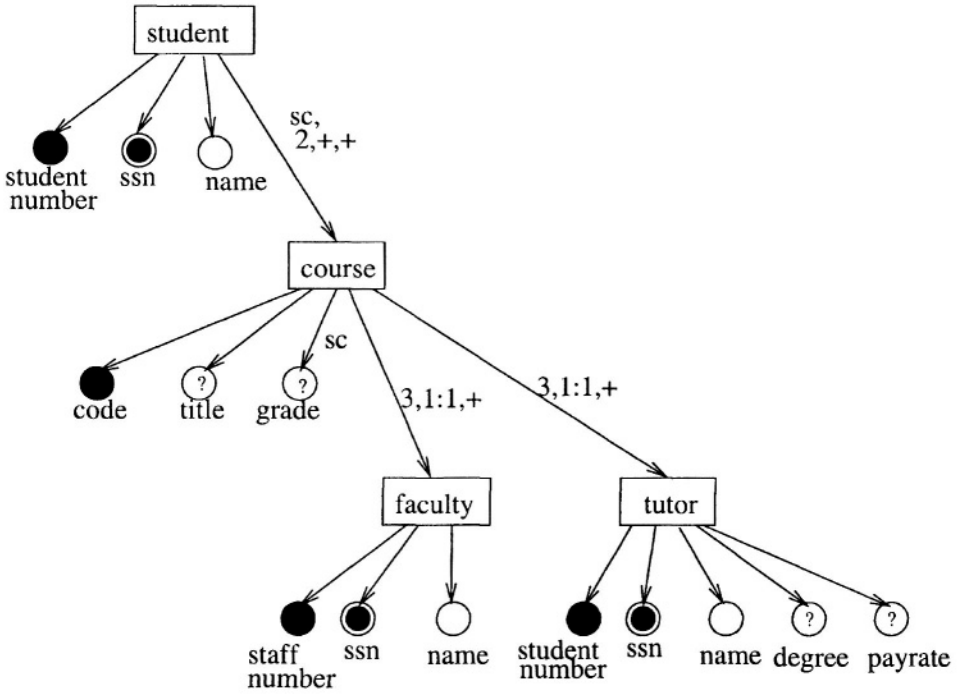 student
sc,
2,+,+
student
number
ssn
name
course
sc
code
title
?
grade
?
3,1:1,+
3,1:1,+
faculty
tutor
staff
number
ssn
name
student
number
ssn
name
degree
?
payrate
?